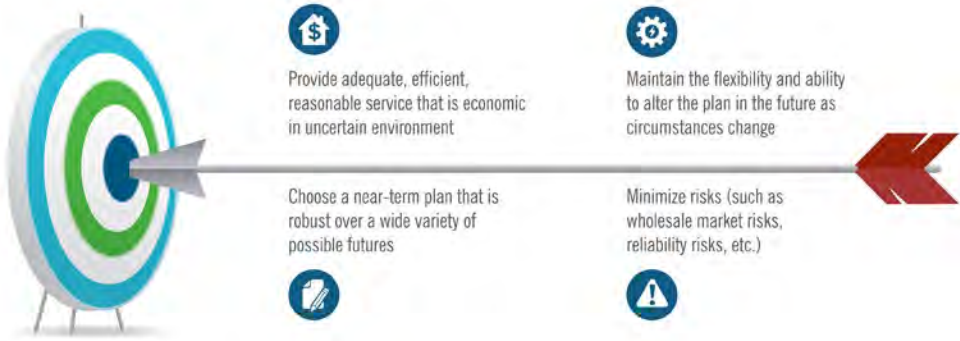 $
Provide adequate, efficient,
reasonable service that is economic
in uncertain environment
Maintain the flexibility and ability
to alter the plan in the future as
circumstances change
Choose a near-term plan that is
robust over a wide variety of
possible futures
Minimize risks (such as
wholesale market risks,
reliability risks, etc.)